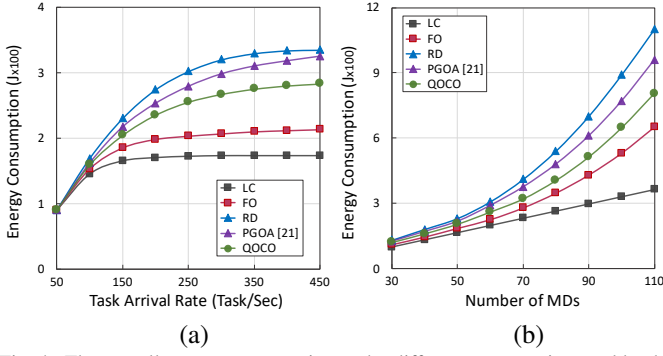 4
3
2
1
0
50
150
250
350
450
Energy Consumption (J×100)
Task Arrival Rate (Task/Sec)
LC
FO
RD
PGOA [21]
QOCO
(a)
12
9
6
3
0
30
50
70
90
110
Energy Consumption (J×100)
Number of MDs
LC
FO
RD
PGOA [21]
QOCO
(b)